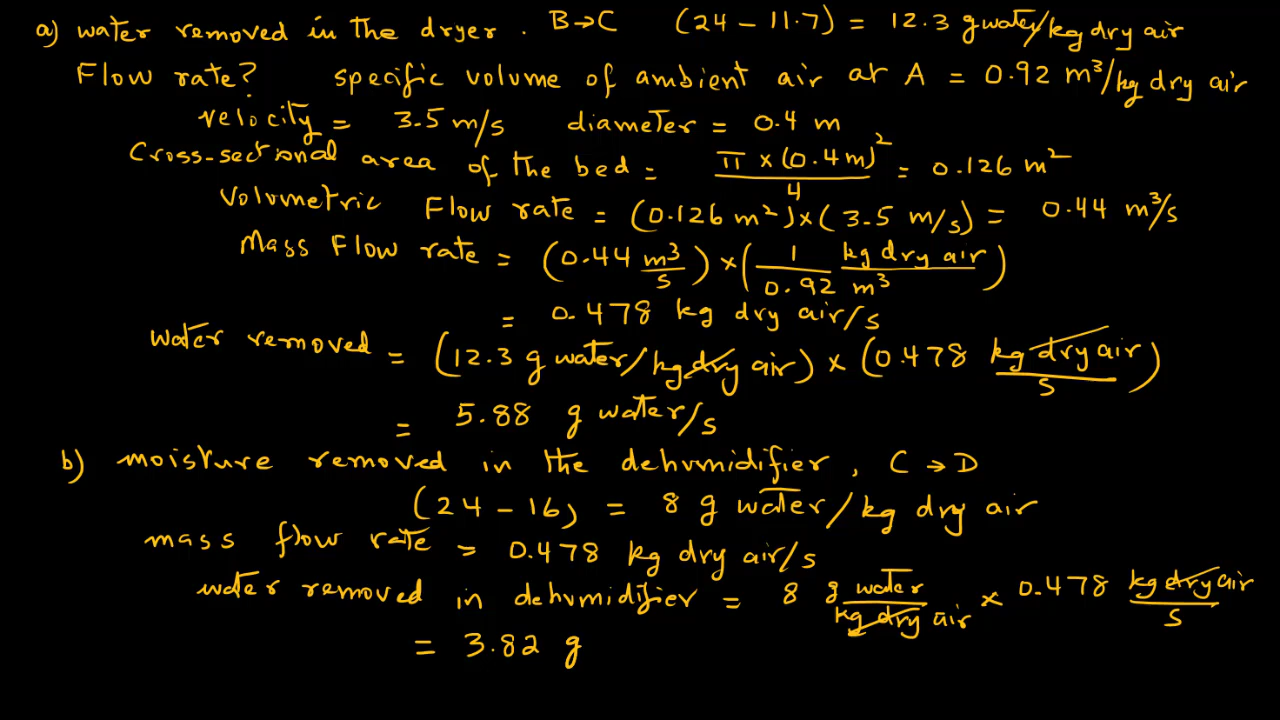 a) water removed in the dryer. B→C (24 – 11.7) = 12.3 g water/kg dry air
Flow rate? specific volume of ambient air at A = 0.92 m³/kg dry air
velocity = 3.5 m/s diameter = 0.4 m
Cross-sectional area of the bed = π × (0.4 m)² / 4 = 0.126 m²
Volumetric Flow rate = (0.126 m²) × (3.5 m/s) = 0.44 m³/s
Mass Flow rate = (0.44 m³/s) × (1/0.92 kg dry air/m³)
= 0.478 kg dry air/s
water removed = (12.3 g water/kg dry air) × (0.478 kg dry air/s)
= 5.88 g water/s
b) moisture removed in the dehumidifier, C → D
(24 – 16) = 8 g water/kg dry air
mass flow rate = 0.478 kg dry air/s
water removed in dehumidifier = 8 g water/kg dry air × 0.478 kg dry air/s
= 3.82 g